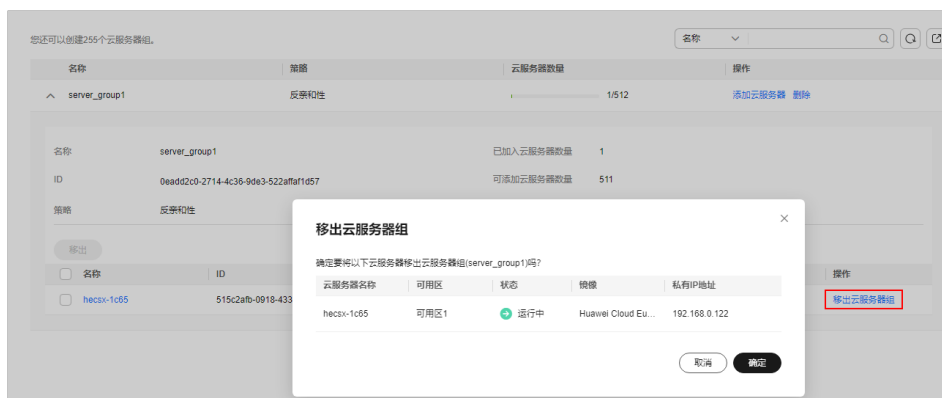 您还可以创建255个云服务器组。 名称
名称 策略 云服务器数量 操作
server_group1 反亲和性 1/512 添加云服务器 删除
名称 server_group1 已加入云服务器数量 1
ID 0eadd2c0-2714-4c36-9de3-522affaf1d57 可添加云服务器数量 511
策略 反亲和性
移出云服务器组
移出
确定要将以下云服务器移出云服务器组(server_group1)吗?
名称 ID 操作
云服务器名称 可用区 状态 镜像 私有IP地址
hecsx-1c65 515c2afb-0918-433 移出云服务器组
hecsx-1c65 可用区1 运行中 Huawei Cloud Eu... 192.168.0.122
取消 确定